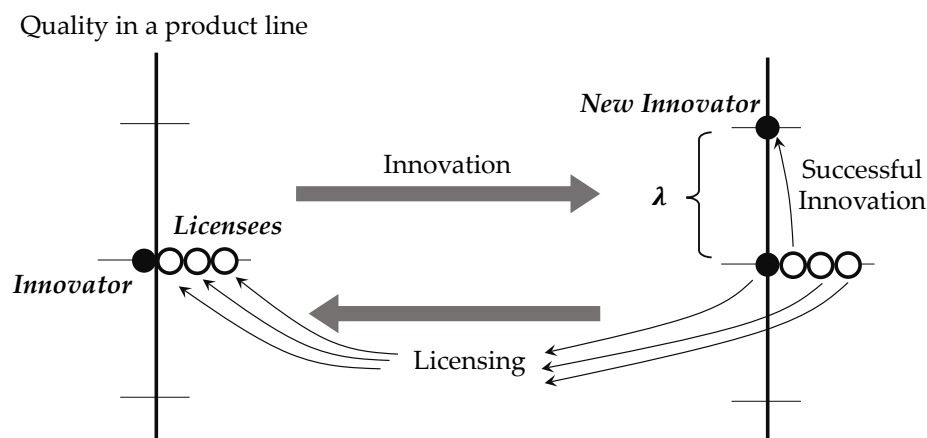 Quality in a product line
New Innovator
Innovation
Successful
Innovation
λ
Licensees
Innovator
Licensing